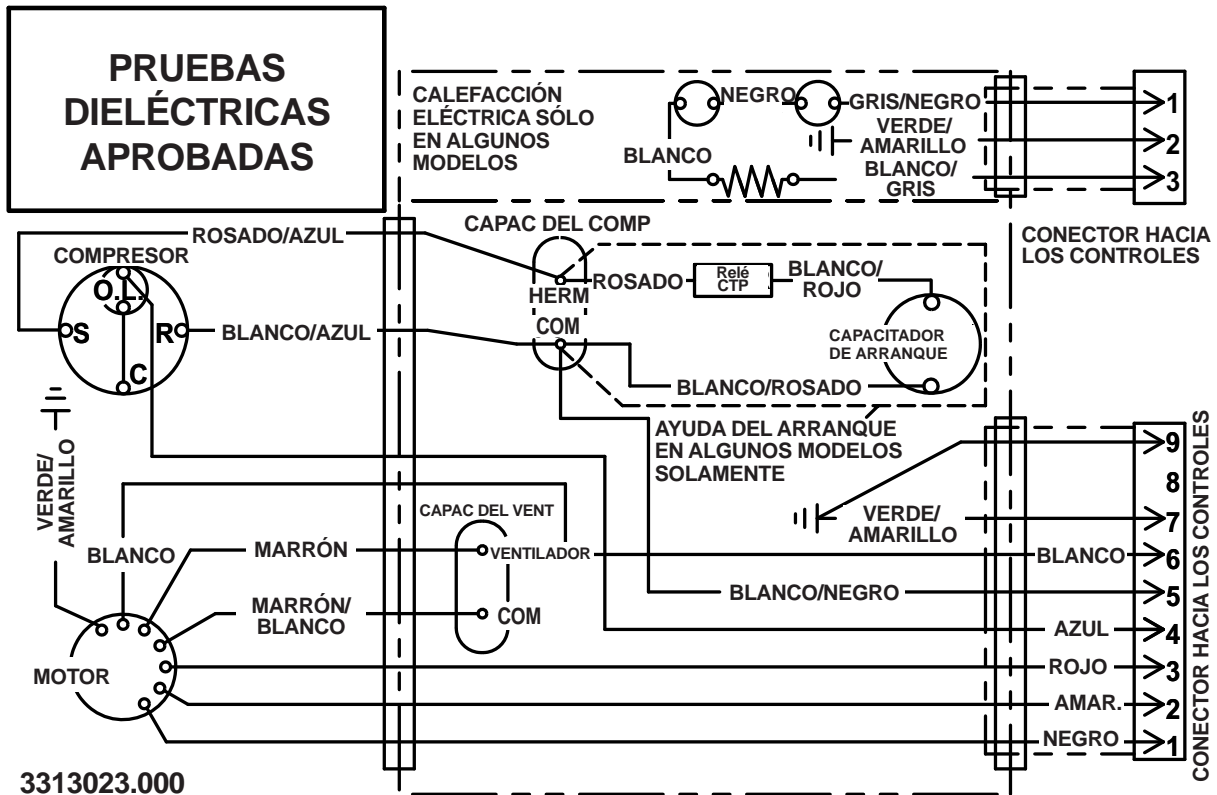 PRUEBAS
DIELÉCTRICAS
APROBADAS
CALEFACCIÓN
ELÉCTRICA SÓLO
EN ALGUNOS
MODELOS
NEGRO
GRIS/NEGRO
VERDE/
AMARILLO
BLANCO
BLANCO/
GRIS
1
2
3
CONECTOR HACIA
LOS CONTROLES
ROSADO/AZUL
COMPRESOR
O.L.
S
R
C
BLANCO/AZUL
CAPAC DEL COMP
HERM
COM
ROSADO
Relé
CTP
BLANCO/
ROJO
CAPACITADOR
DE ARRANQUE
BLANCO/ROSADO
AYUDA DEL ARRANQUE
EN ALGUNOS MODELOS
SOLAMENTE
VERDE/
AMARILLO
BLANCO
MARRÓN
MARRÓN/
BLANCO
MOTOR
CAPAC DEL VENT
VENTILADOR
COM
VERDE/
AMARILLO
BLANCO
BLANCO/NEGRO
AZUL
ROJO
AMAR.
NEGRO
9
8
7
6
5
4
3
2
1
CONECTOR HACIA LOS CONTROLES
3313023.000